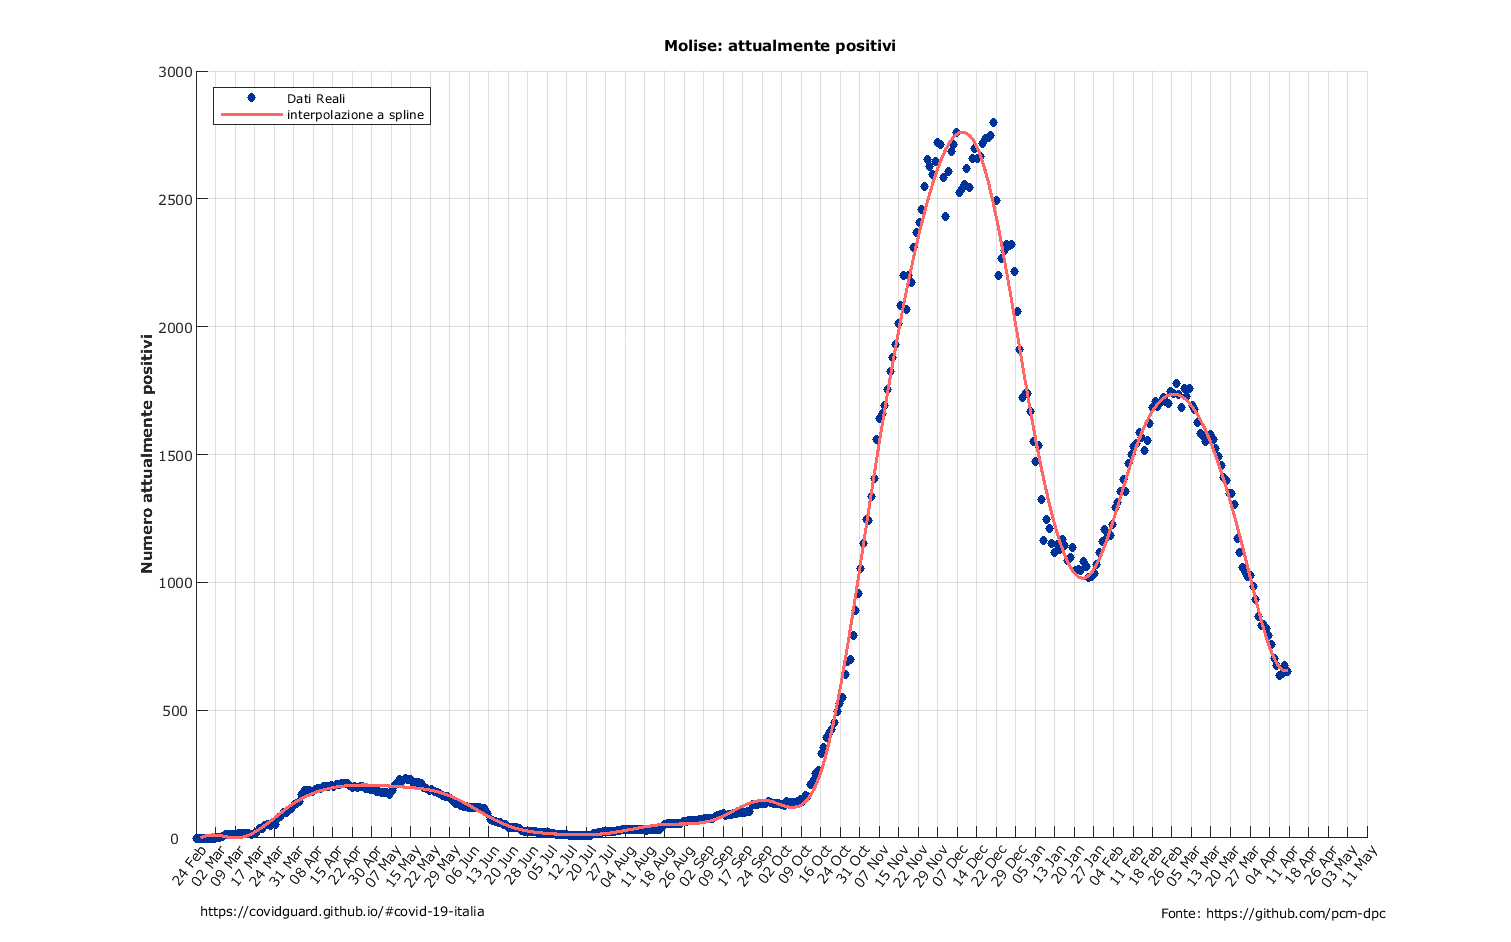 Molise: attualmente positivi
Dati Reali
interpolazione a spline
Numero attualmente positivi
3000
2500
2000
1500
1000
500
0
24 Feb
02 Mar
09 Mar
17 Mar
24 Mar
31 Mar
08 Apr
15 Apr
22 Apr
30 Apr
07 May
15 May
22 May
29 May
06 Jun
13 Jun
20 Jun
28 Jun
05 Jul
12 Jul
20 Jul
27 Jul
04 Aug
11 Aug
18 Aug
26 Aug
02 Sep
09 Sep
17 Sep
24 Sep
02 Oct
09 Oct
16 Oct
24 Oct
31 Oct
07 Nov
15 Nov
22 Nov
29 Nov
07 Dec
14 Dec
22 Dec
29 Dec
05 Jan
13 Jan
20 Jan
28 Jan
04 Feb
11 Feb
18 Feb
26 Feb
05 Mar
13 Mar
20 Mar
27 Mar
04 Apr
11 Apr
18 Apr
26 Apr
03 May
11 May
https://covidguard.github.io/#covid-19-italia
Fonte: https://github.com/pcm-dpc